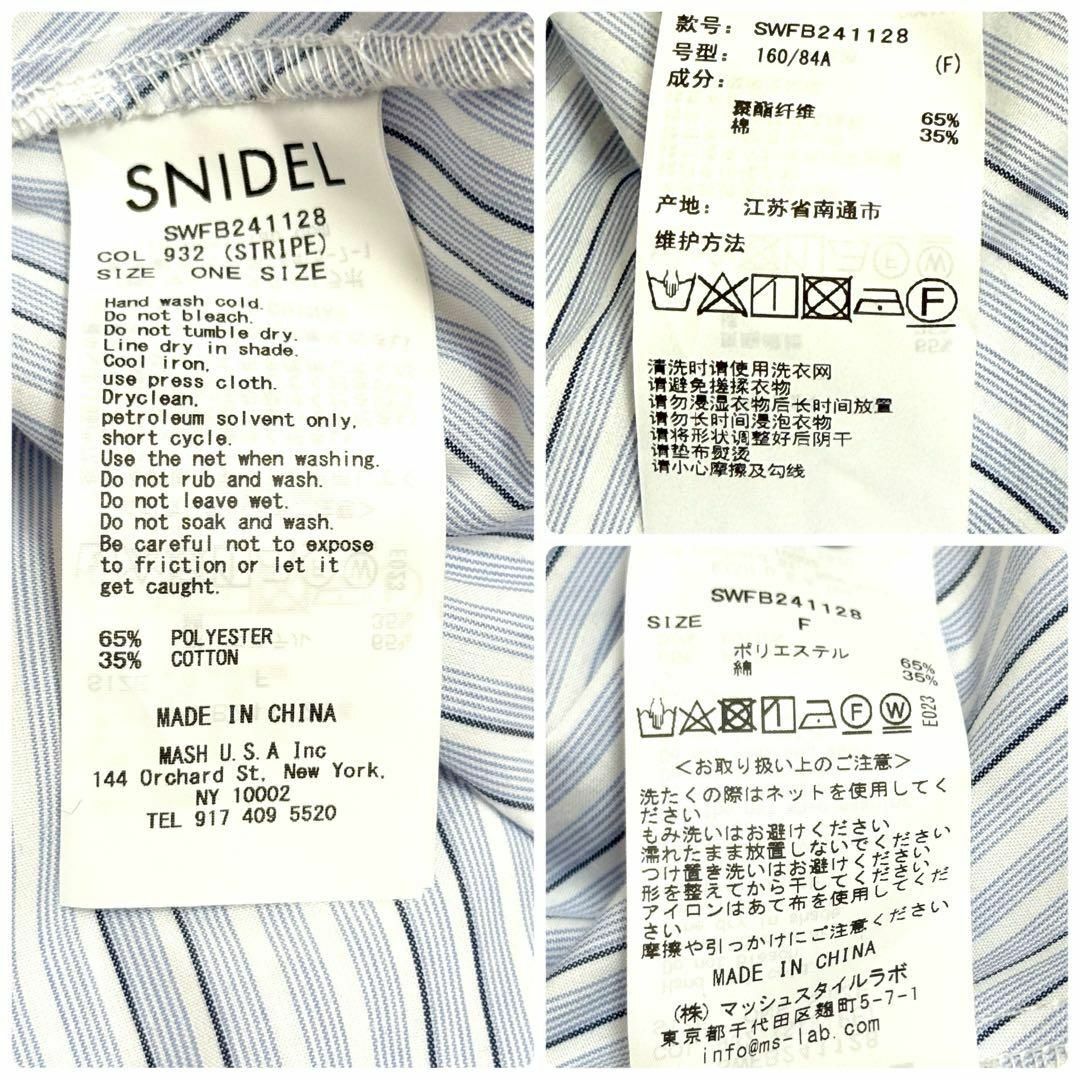 SNIDEL
SWFB241128
COL 932 (STRIPE)
SIZE ONE SIZE
Hand wash cold.
Do not bleach.
Do not tumble dry.
Line dry in shade.
Cool iron,
use press cloth.
Dryclean,
petroleum solvent only,
short cycle.
Use the net when washing.
Do not rub and wash.
Do not leave wet.
Do not soak and wash.
Be careful not to expose
to friction or let it
get caught.
65% POLYESTER
35% COTTON
MADE IN CHINA
MASH U.S.A Inc
144 Orchard St, New York,
NY 10002
TEL 917 409 5520
款号: SWFB241128
号型: 160/84A (F)
成分:
聚酯纤维 65%
棉 35%
产地: 江苏省南通市
维护方法
F
清洗时请使用洗衣网
请避免搓揉衣物
请勿浸湿衣物后长时间放置
请勿长时间浸泡衣物
请将形状调整好后阴干
请垫布熨烫
请小心摩擦及勾线
SWFB241128
SIZE F
ポリエステル 65%
綿 35%
F W E023
<お取り扱い上のご注意>
洗たくの際はネットを使用してく
ださい
もみ洗いはお避けください
濡れたまま放置しないでください
つけ置き洗いはお避けください
形を整えてから干してください
アイロンはあて布を使用してくだ
さい
摩擦や引っかけにご注意ください
MADE IN CHINA
(株) マッシュスタイルラボ
東京都千代田区麹町5-7-1
info@ms-lab.com